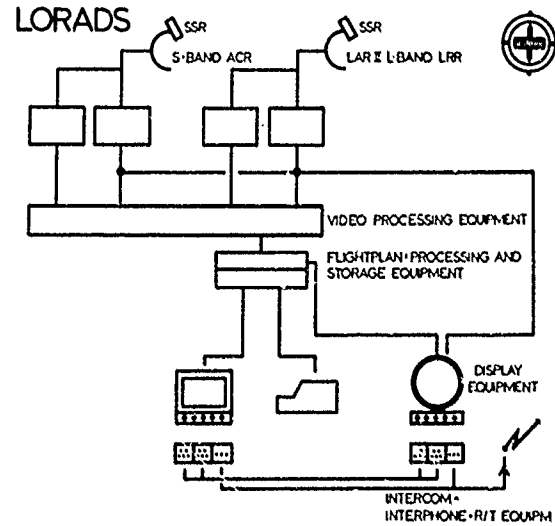 LORADS
SSR
S-BAND ACR
SSR
LAR II L-BAND LRR
VIDEO PROCESSING EQUIPMENT
FLIGHTPLAN-PROCESSING AND
STORAGE EQUIPMENT
DISPLAY
EQUIPMENT
INTERCOM-
INTERPHONE-R/T EQUIPM